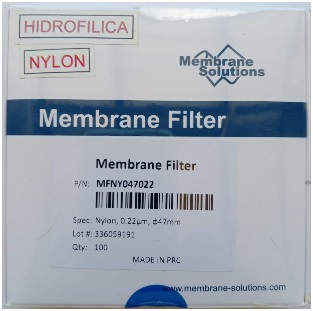 HIDROFILICA
NYLON
Membrane
Solutions
Membrane Filter
Membrane Filter
P/N: MFNY047022
Spec: Nylon, 0.22μm, ¢47mm
Lot #: 336059191
Qty: 100
MADE IN PRC
www.membrane-solutions.com